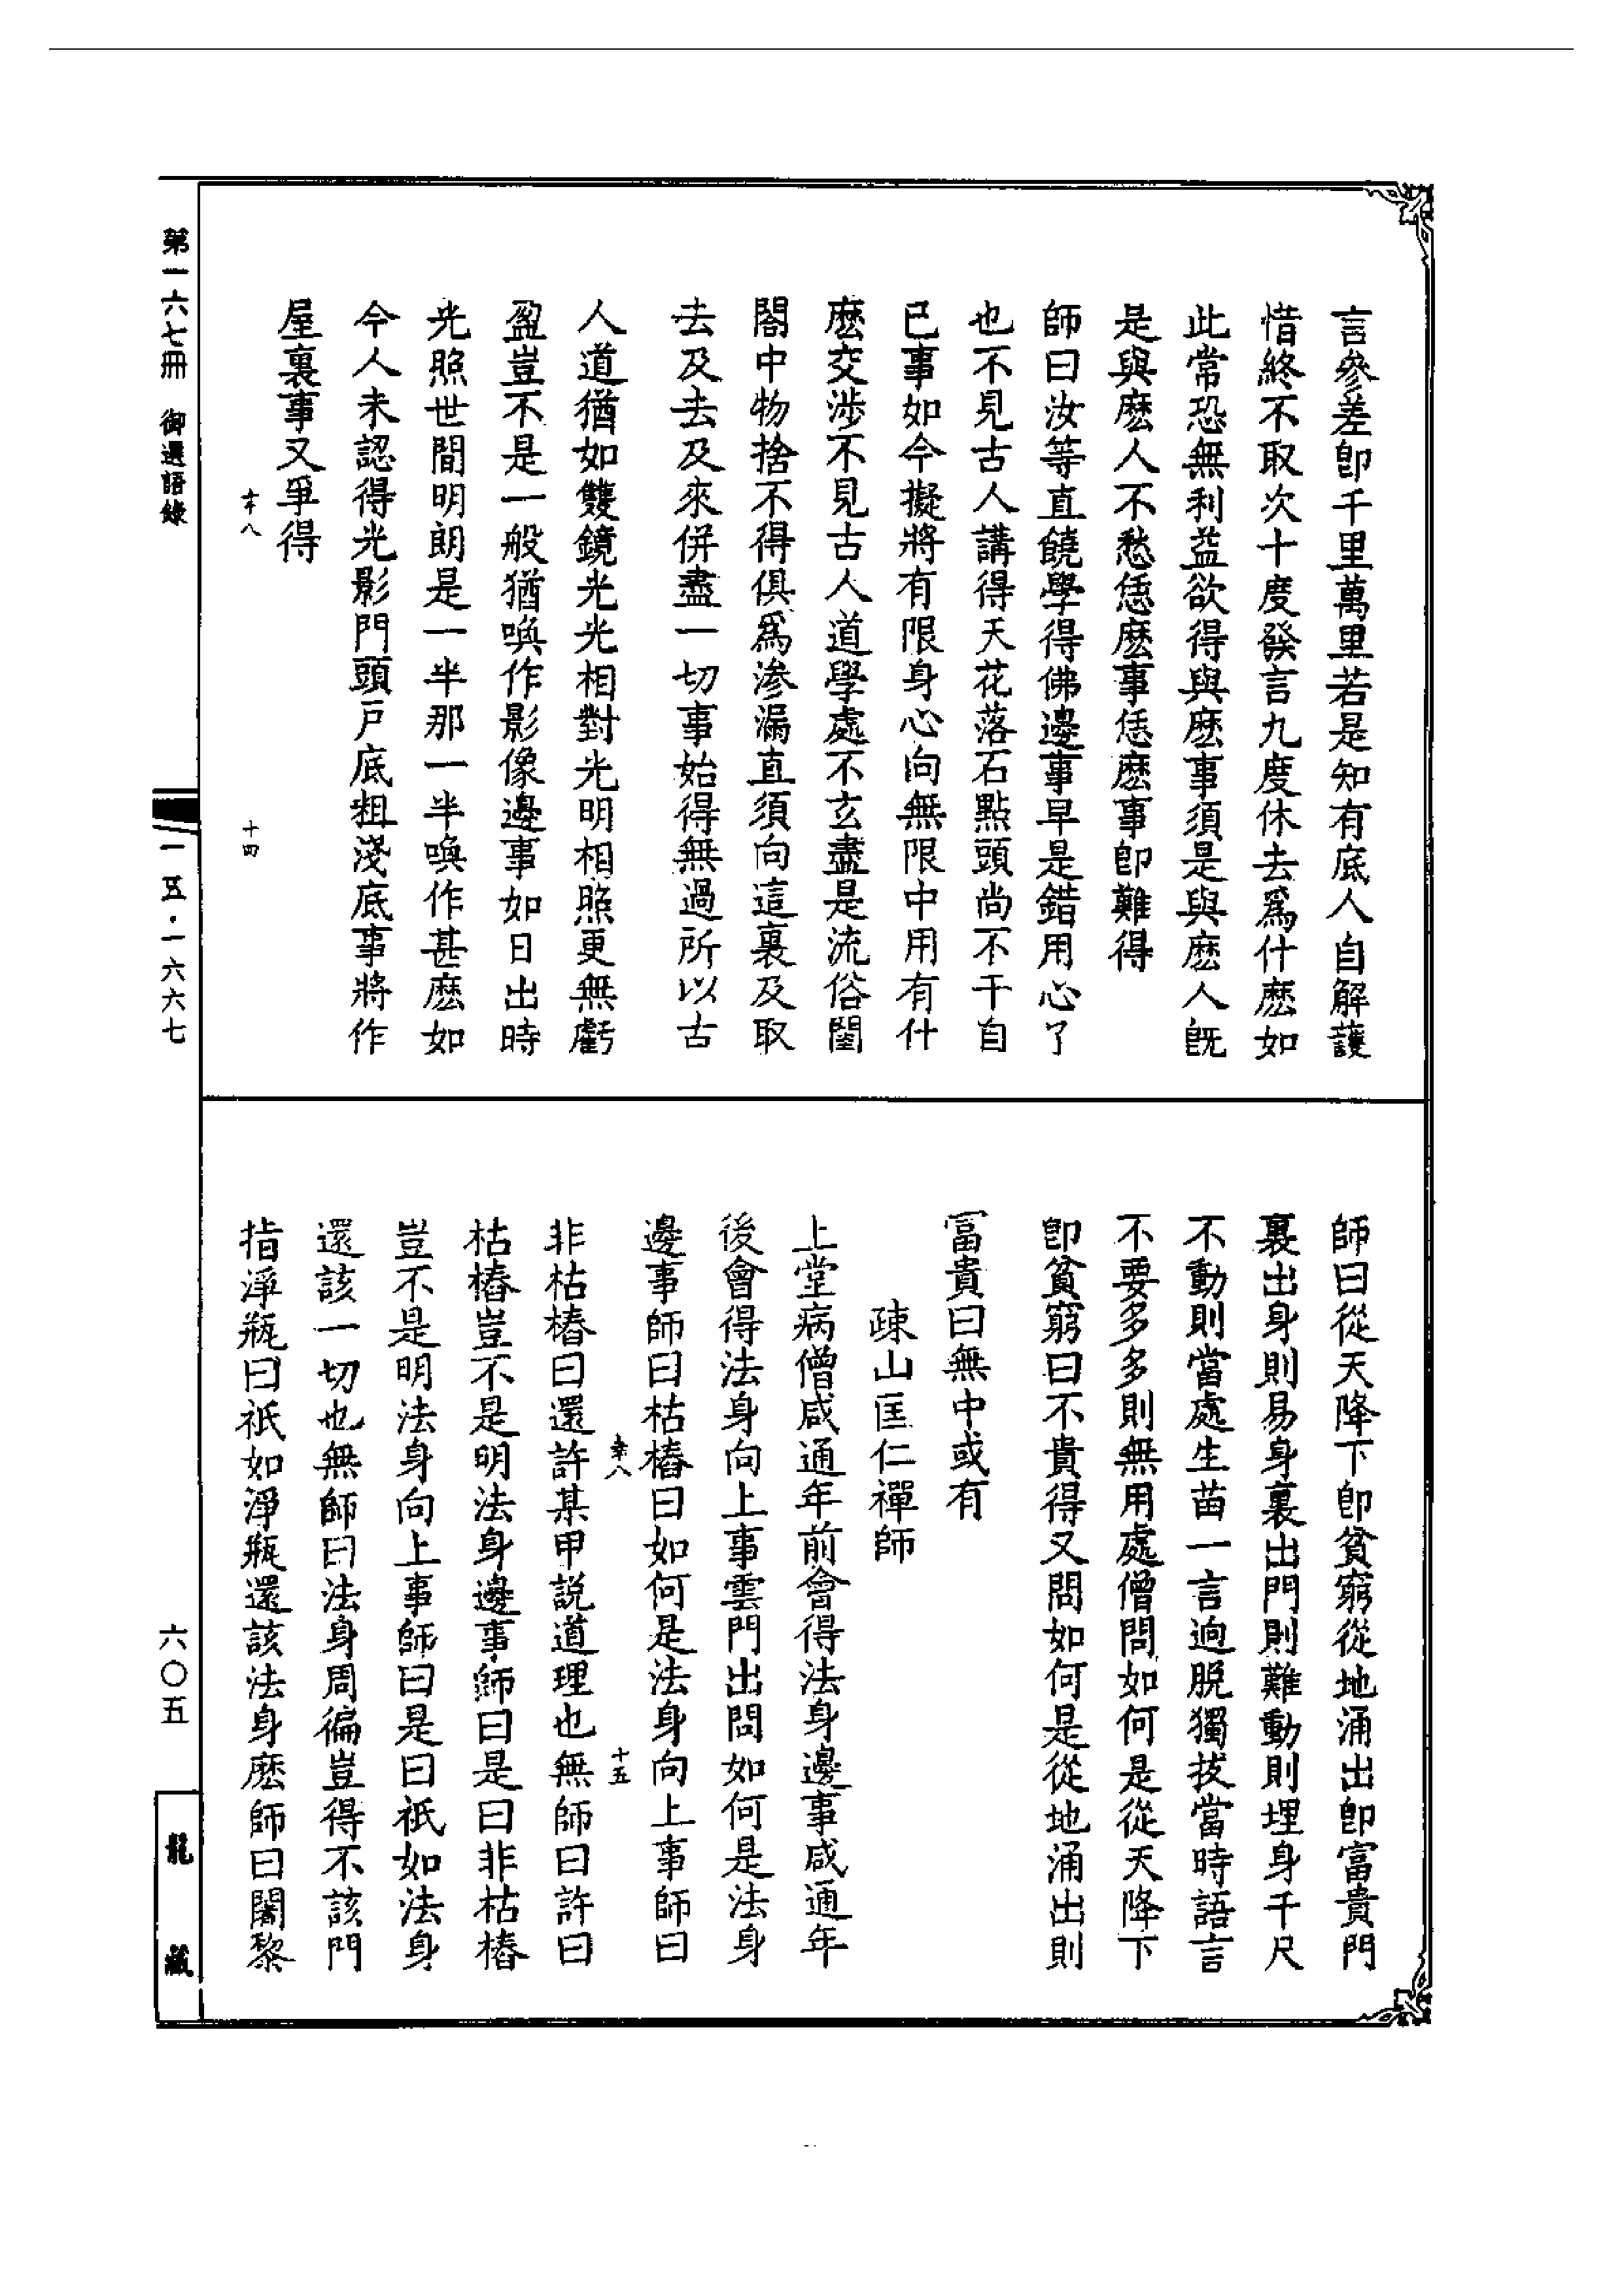 言參差卽千里萬里若是知有底人自解護
惜終不取次十度發言九度休去爲什麽如
此常恐無利益欲得與麽事須是與麽人旣
是與麽人不愁恁麽事恁麽事卽難得
師曰汝等直饒學得佛邊事早是錯用心了
也不見古人講得天花落石點頭尚不干自
已事如今擬將有限身心向無限中用有什
麽交涉不見古人道學處不玄盡是流俗閨
閤中物捨不得俱爲滲漏直須向這裏及取
去及去及來併盡一切事始得無過所以古
人道猶如雙鏡光光相對光明相照更無虧
盈豈不是一般猶喚作影像邊事如日出時
光照世間明朗是一半那一半喚作甚麽如
今人未認得光影門頭戸底粗淺底事將作
屋裏事又爭得
十四
師曰從天降下卽貧窮從地涌出卽富貴門
裏出身則易身裏出門則難動則埋身千尺
不動則當處生苗一言逈脫獨拔當時語言
不要多多則無用處僧問如何是從天降下
卽貧窮曰不貴得又問如何是從地涌出則
冨貴曰無中或有
疎山匡仁禪師
上堂病僧咸通年前會得法身邊事咸通年
後會得法身向上事雲門出問如何是法身
邊事師曰枯樁曰如何是法身向上事師曰
十五
非枯樁曰還許某甲説道理也無師曰許曰
枯樁豈不是明法身邊事師曰是曰非枯樁
豈不是明法身向上事師曰是曰祇如法身
還該一切也無師曰法身周徧豈得不該門
指淨瓶曰祇如淨瓶還該法身麽師曰闍黎
第一六七冊 御選語錄
一五·一六六七
六〇五
龍藏